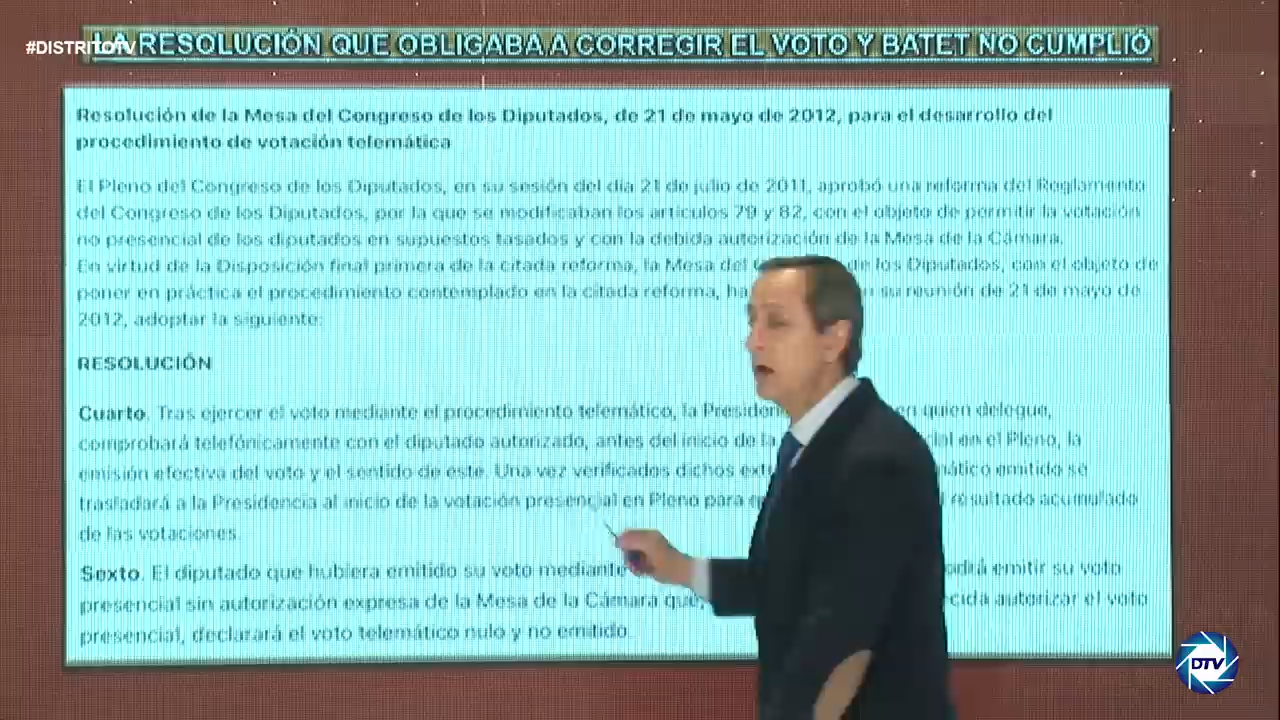 #DISTRITOTV
LA RESOLUCIÓN QUE OBLIGABA A CORREGIR EL VOTO Y BATET NO CUMPLIÓ
Resolución de la Mesa del Congreso de los Diputados, de 21 de mayo de 2012, para el desarrollo del
procedimiento de votación telemática
El Pleno del Congreso de los Diputados, en su sesión del día 21 de julio de 2011, aprobó una reforma del Reglamento
del Congreso de los Diputados, por la que se modificaban los artículos 79 y 82, con el objeto de permitir la votación
no presencial de los diputados en supuestos tasados y con la debida autorización de la Mesa de la Cámara.
En virtud de la Disposición final primera de la citada reforma, la Mesa del de los Diputados, con el objeto de
poner en práctica el procedimiento contemplado en la citada reforma, ha su reunión de 21 de mayo de
2012, adoptar la siguiente:
RESOLUCIÓN
Cuarto. Tras ejercer el voto mediante el procedimiento telemático, la en quien delegue,
comprobará telefónicamente con el diputado autorizado, antes del inicio de la en el Pleno, la
emisión efectiva del voto y el sentido de éste. Una vez verificados dichos emitido se
trasladará a la Presidencia al inicio de la votación presencial en Pleno para resultado acumulado
de las votaciones.
Sexto. El diputado que hubiera emitido su voto mediante emitir su voto
presencial sin autorización expresa de la Mesa de la Cámara que, autorizar el voto
presencial, declarará el voto telemático nulo y no emitido.
DTV